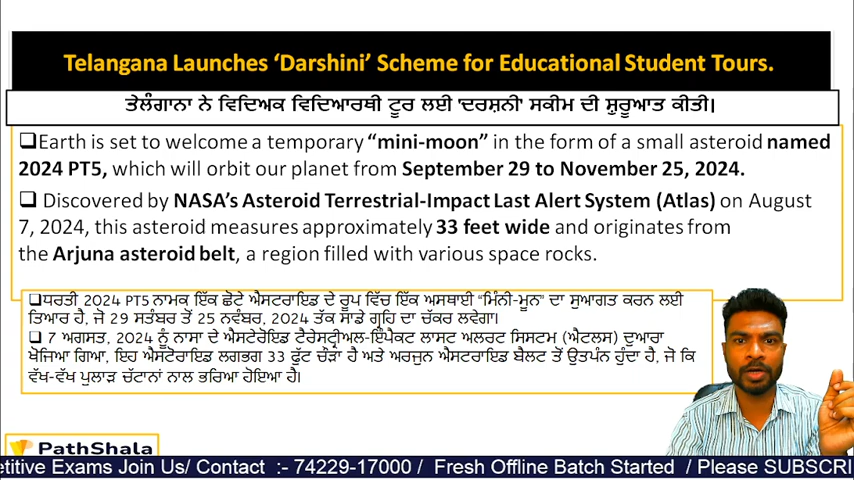 Telangana Launches ‘Darshini’ Scheme for Educational Student Tours.
ਤੇਲੰਗਾਨਾ ਨੇ ਵਿਦਿਅਕ ਵਿਦਿਆਰਥੀ ਟੂਰ ਲਈ 'ਦਰਸ਼ਨੀ' ਸਕੀਮ ਦੀ ਸ਼ੁਰੂਆਤ ਕੀਤੀ।
❑Earth is set to welcome a temporary “mini-moon” in the form of a small asteroid named
2024 PT5, which will orbit our planet from September 29 to November 25, 2024.
❑ Discovered by NASA’s Asteroid Terrestrial-Impact Last Alert System (Atlas) on August
7, 2024, this asteroid measures approximately 33 feet wide and originates from
the Arjuna asteroid belt, a region filled with various space rocks.
❑ਧਰਤੀ 2024 PT5 ਨਾਮਕ ਇੱਕ ਛੋਟੇ ਐਸਟਰਾਇਡ ਦੇ ਰੂਪ ਵਿੱਚ ਇੱਕ ਅਸਥਾਈ “ਮਿੰਨੀ-ਮੂਨ” ਦਾ ਸੁਆਗਤ ਕਰਨ ਲਈ
ਤਿਆਰ ਹੈ, ਜੋ 29 ਸਤੰਬਰ ਤੋਂ 25 ਨਵੰਬਰ, 2024 ਤੱਕ ਸਾਡੇ ਗ੍ਰਹਿ ਦਾ ਚੱਕਰ ਲਵੇਗਾ।
❑ 7 ਅਗਸਤ, 2024 ਨੂੰ ਨਾਸਾ ਦੇ ਐਸਟੇਰੋਇਡ ਟੈਰੇਸਟ੍ਰੀਅਲ-ਇੰਪੈਕਟ ਲਾਸਟ ਅਲਰਟ ਸਿਸਟਮ (ਐਟਲਸ) ਦੁਆਰਾ
ਖੋਜਿਆ ਗਿਆ, ਇਹ ਐਸਟੇਰਾਇਡ ਲਗਭਗ 33 ਫੁੱਟ ਚੌੜਾ ਹੈ ਅਤੇ ਅਰਜੁਨ ਐਸਟਰਾਇਡ ਬੈਲਟ ਤੋਂ ਉਤਪੰਨ ਹੁੰਦਾ ਹੈ, ਜੋ ਕਿ
ਵੱਖ-ਵੱਖ ਪੁਲਾੜ ਚੱਟਾਨਾਂ ਨਾਲ ਭਰਿਆ ਹੋਇਆ ਹੈ।
PathShala
etitive Exams Join Us/ Contact :- 74229-17000 / Fresh Offline Batch Started / Please SUBSCRI